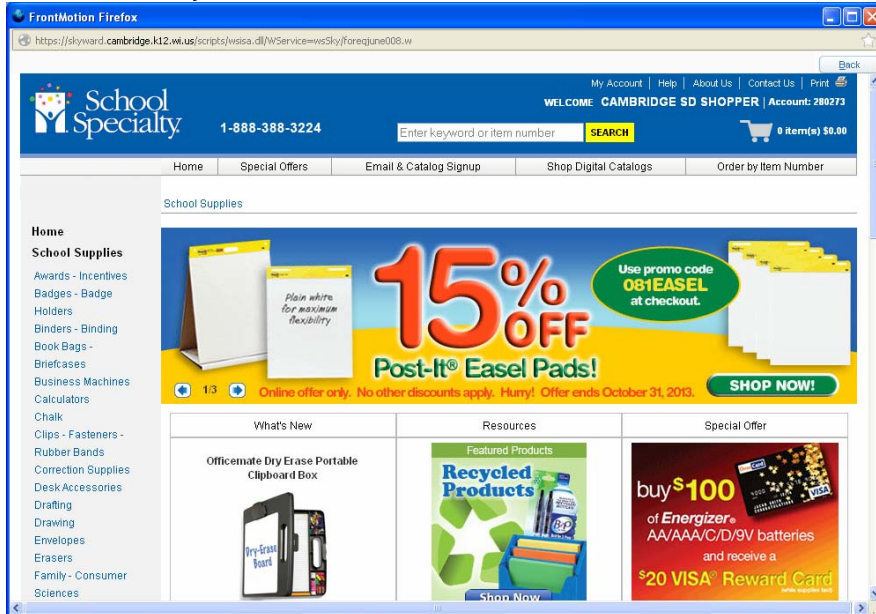 FrontMotion Firefox
https://skyward.cambridge.k12.wi.us/scripts/wsisa.dll/WService=wsSky/foreqjune008.w
Back
My Account | Help | About Us | Contact Us | Print
School
Specialty.
WELCOME CAMBRIDGE SD SHOPPER | Account: 280273
1-888-388-3224
Enter keyword or item number
SEARCH
0 item(s) $0.00
Home
Special Offers
Email & Catalog Signup
Shop Digital Catalogs
Order by Item Number
School Supplies
Home
School Supplies
Awards - Incentives
Badges - Badge
Holders
Binders - Binding
Book Bags -
Briefcases
Business Machines
Calculators
Chalk
Clips - Fasteners -
Rubber Bands
Correction Supplies
Desk Accessories
Drafting
Drawing
Envelopes
Erasers
Family - Consumer
Sciences
Plain white
for maximum
flexibility
15% OFF
Post-It® Easel Pads!
Use promo code
081EASEL
at checkout.
1/3
Online offer only. No other discounts apply. Hurry! Offer ends October 31, 2013.
SHOP NOW!
What's New
Resources
Special Offer
Officemate Dry Erase Portable
Clipboard Box
Dry-Erase
Board
Featured Products
Recycled
Products
Shop Now
buy $100
of Energizer®
AA/AAA/C/D/9V batteries
and receive a
$20 VISA® Reward Card
VISA